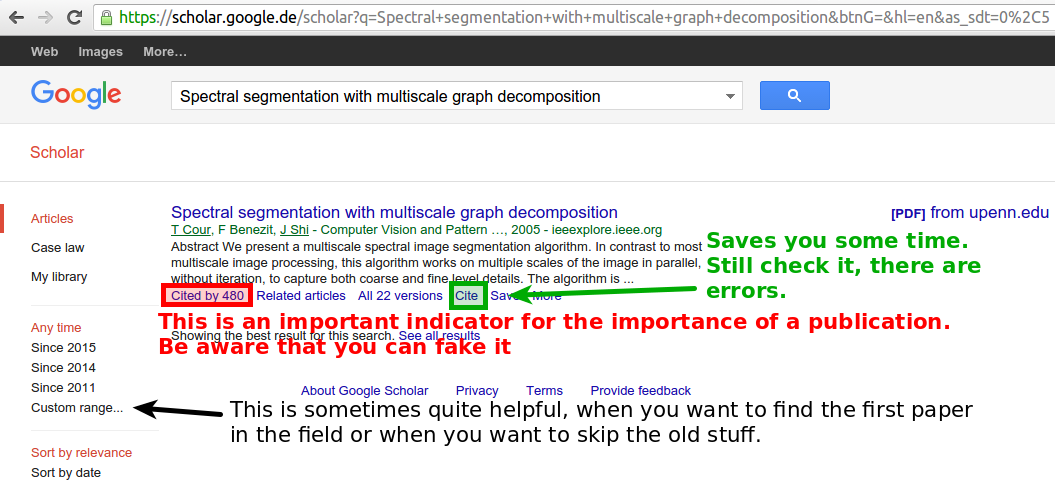 https://scholar.google.de/scholar?q=Spectral+segmentation+with+multiscale+graph+decomposition&btnG=&hl=en&as_sdt=0%2C5
Web Images More…
Google
Spectral segmentation with multiscale graph decomposition
Scholar
Articles
Case law
My library
Any time
Since 2015
Since 2014
Since 2011
Custom range...
Sort by relevance
Sort by date
Spectral segmentation with multiscale graph decomposition
[PDF] from upenn.edu
T Cour, F Benezit, J Shi - Computer Vision and Pattern …, 2005 - ieeexplore.ieee.org
Abstract We present a multiscale spectral image segmentation algorithm. In contrast to most
multiscale image processing, this algorithm works on multiple scales of the image in parallel,
without iteration, to capture both coarse and fine level details. The algorithm is ...
Cited by 480 Related articles All 22 versions Cite Save More
Saves you some time.
Still check it, there are
errors.
This is an important indicator for the importance of a publication.
Be aware that you can fake it
Showing the best result for this search. See all results
About Google Scholar Privacy Terms Provide feedback
This is sometimes quite helpful, when you want to find the first paper
in the field or when you want to skip the old stuff.